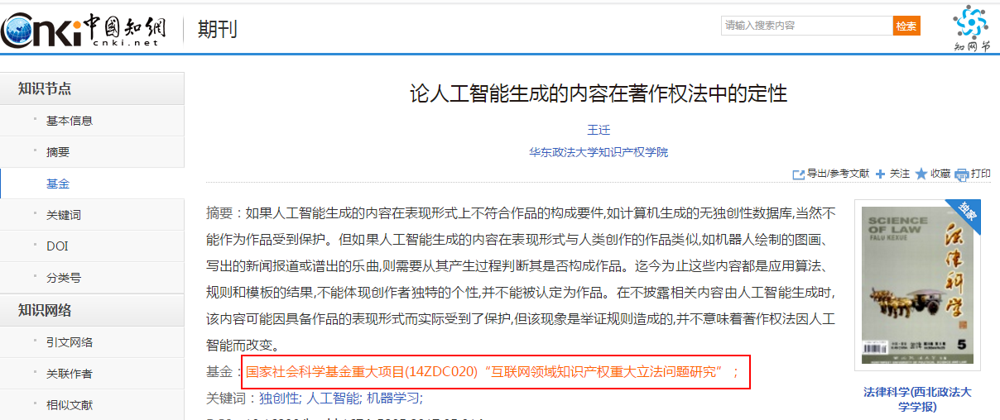 Cnki 中國知網
cnki.net
期刊
请输入搜索内容
检索
知网节
知识节点
基本信息
摘要
基金
关键词
DOI
分类号
知识网络
引文网络
关联作者
相似文献
论人工智能生成的内容在著作权法中的定性
王迁
华东政法大学知识产权学院
导出/参考文献 关注 收藏 打印
摘要：如果人工智能生成的内容在表现形式上不符合作品的构成要件,如计算机生成的无独创性数据库,当然不
能作为作品受到保护。但如果人工智能生成的内容在表现形式与人类创作的作品类似,如机器人绘制的图画、
写出的新闻报道或谱出的乐曲,则需要从其产生过程判断其是否构成作品。迄今为止这些内容都是应用算法、
规则和模板的结果,不能体现创作者独特的个性,并不能被认定为作品。在不披露相关内容由人工智能生成时,
该内容可能因具备作品的表现形式而实际受到了保护,但该现象是举证规则造成的,并不意味着著作权法因人工
智能而改变。
基金：国家社会科学基金重大项目(14ZDC020)“互联网领域知识产权重大立法问题研究” ；
关键词：独创性; 人工智能; 机器学习;
独家
SCIENCE
OF LAW
FALU KEXUE
法律科学
5
法律科学(西北政法大
学学报)